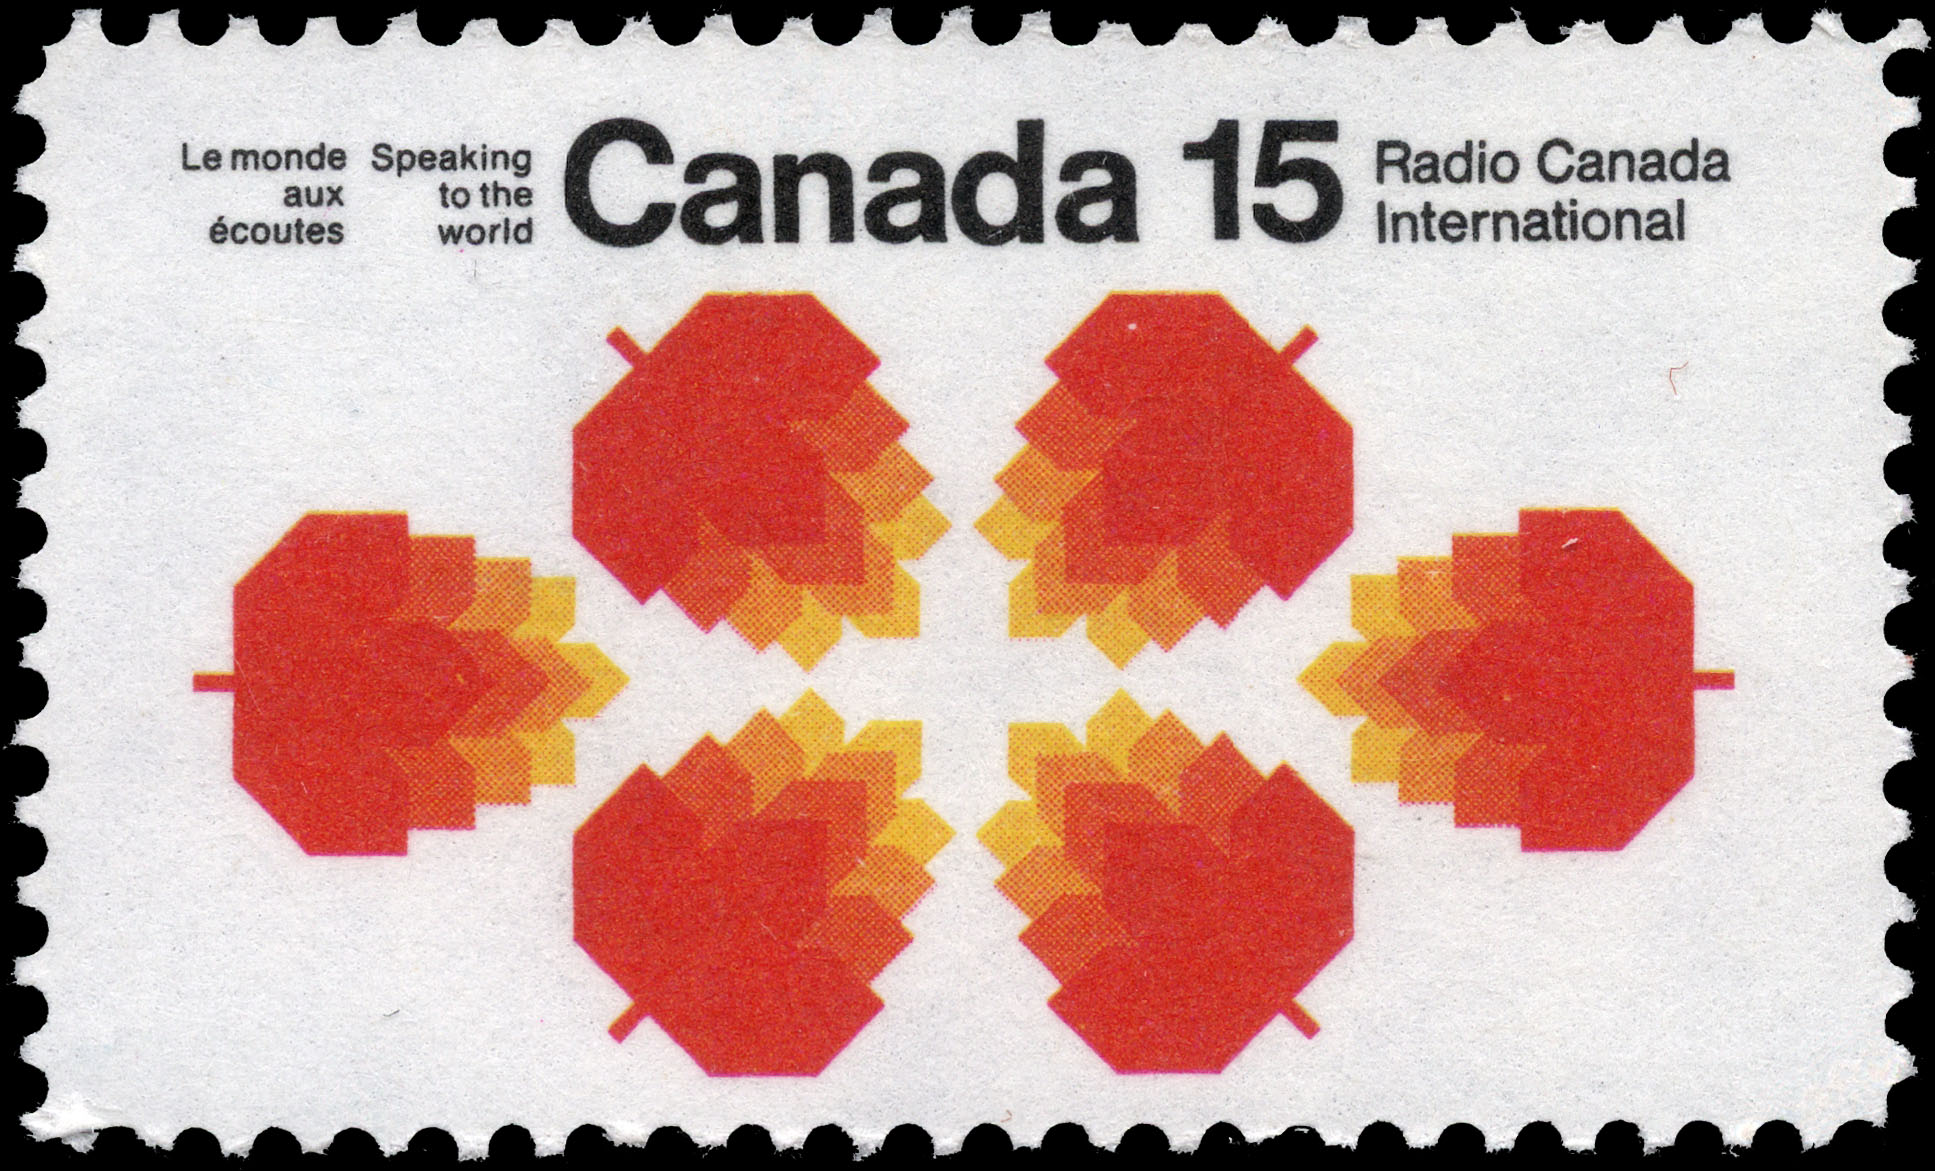 Le monde
aux
écoutes
Speaking
to the
world
Canada 15
Radio Canada
International